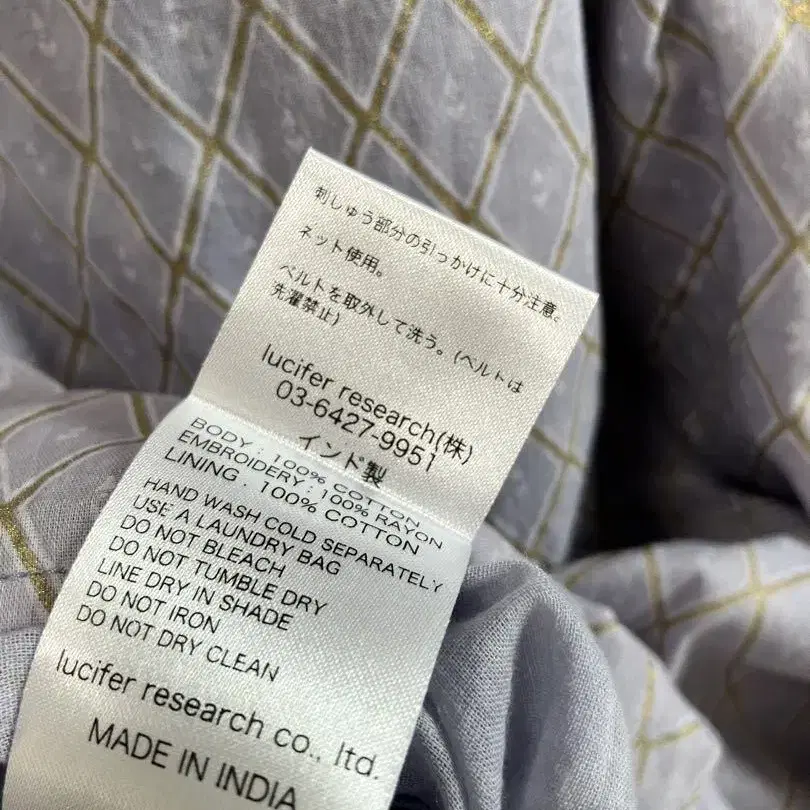 刺しゅう部分の引っかけに十分注意。
ネット使用。
ベルトを取外して洗う。(ベルトは
先濯禁止)
lucifer research(株)
03-6427-9951
インド製
BODY : 100% COTTON
EMBROIDERY : 100% RAYON
LINING : 100% COTTON
HAND WASH COLD SEPARATELY
USE A LAUNDRY BAG
DO NOT BLEACH
DO NOT TUMBLE DRY
LINE DRY IN SHADE
DO NOT IRON
DO NOT DRY CLEAN
lucifer research co., ltd.
MADE IN INDIA